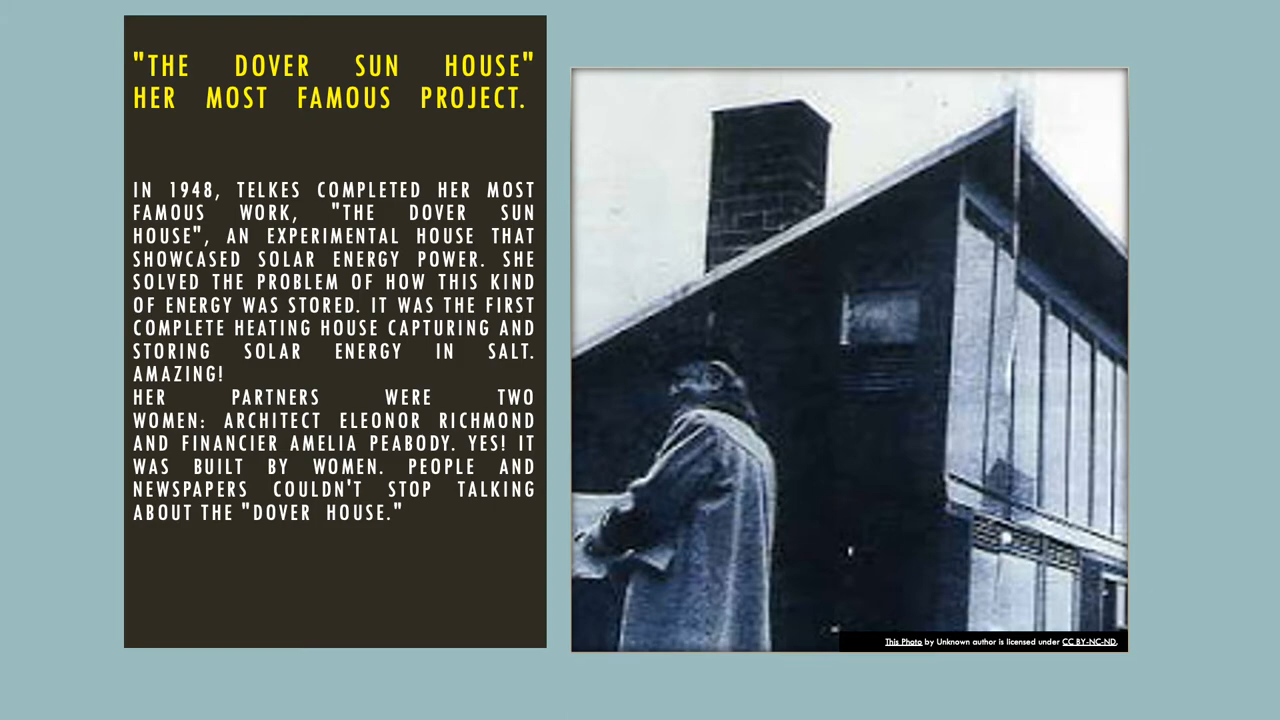 "THE DOVER SUN HOUSE"
HER MOST FAMOUS PROJECT.
IN 1948, TELKES COMPLETED HER MOST
FAMOUS WORK, "THE DOVER SUN
HOUSE", AN EXPERIMENTAL HOUSE THAT
SHOWCASED SOLAR ENERGY POWER. SHE
SOLVED THE PROBLEM OF HOW THIS KIND
OF ENERGY WAS STORED. IT WAS THE FIRST
COMPLETE HEATING HOUSE CAPTURING AND
STORING SOLAR ENERGY IN SALT.
AMAZING!
HER PARTNERS WERE TWO
WOMEN: ARCHITECT ELEONOR RICHMOND
AND FINANCIER AMELIA PEABODY. YES! IT
WAS BUILT BY WOMEN. PEOPLE AND
NEWSPAPERS COULDN'T STOP TALKING
ABOUT THE "DOVER HOUSE."
This Photo by Unknown author is licensed under CC BY-NC-ND.